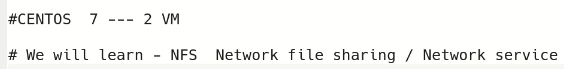 #CENTOS  7 --- 2 VM
# We will learn - NFS  Network file sharing / Network service